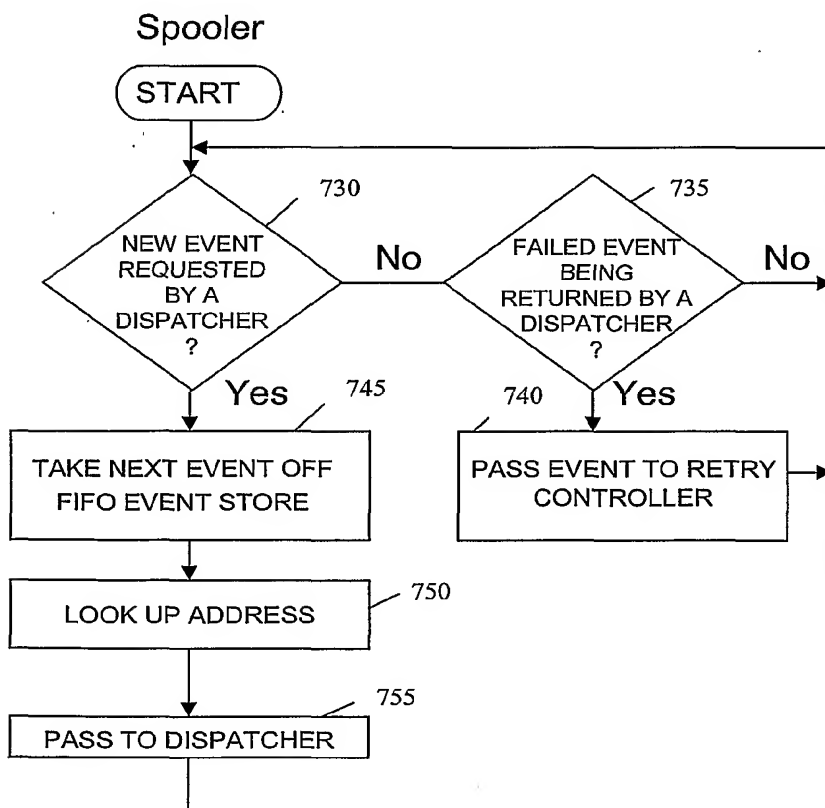 Spooler
START
730
NEW EVENT
REQUESTED
BY A
DISPATCHER
?
No
735
FAILED EVENT
BEING
RETURNED BY A
DISPATCHER
?
No
Yes
745
TAKE NEXT EVENT OFF
FIFO EVENT STORE
740
Yes
PASS EVENT TO RETRY
CONTROLLER
750
LOOK UP ADDRESS
755
PASS TO DISPATCHER